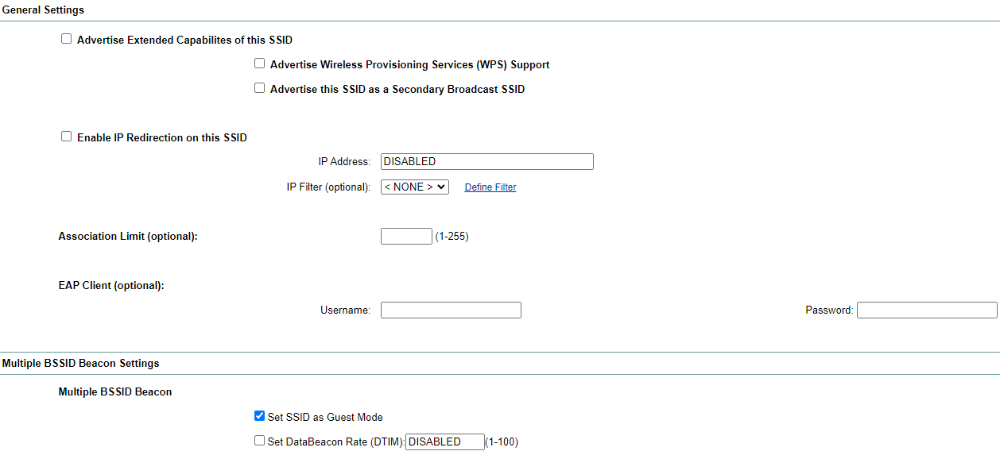 General Settings
Advertise Extended Capabilites of this SSID
Advertise Wireless Provisioning Services (WPS) Support
Advertise this SSID as a Secondary Broadcast SSID
Enable IP Redirection on this SSID
IP Address: DISABLED
IP Filter (optional): < NONE > Define Filter
Association Limit (optional): (1-255)
EAP Client (optional):
Username: Password:
Multiple BSSID Beacon Settings
Multiple BSSID Beacon
Set SSID as Guest Mode
Set DataBeacon Rate (DTIM): DISABLED (1-100)